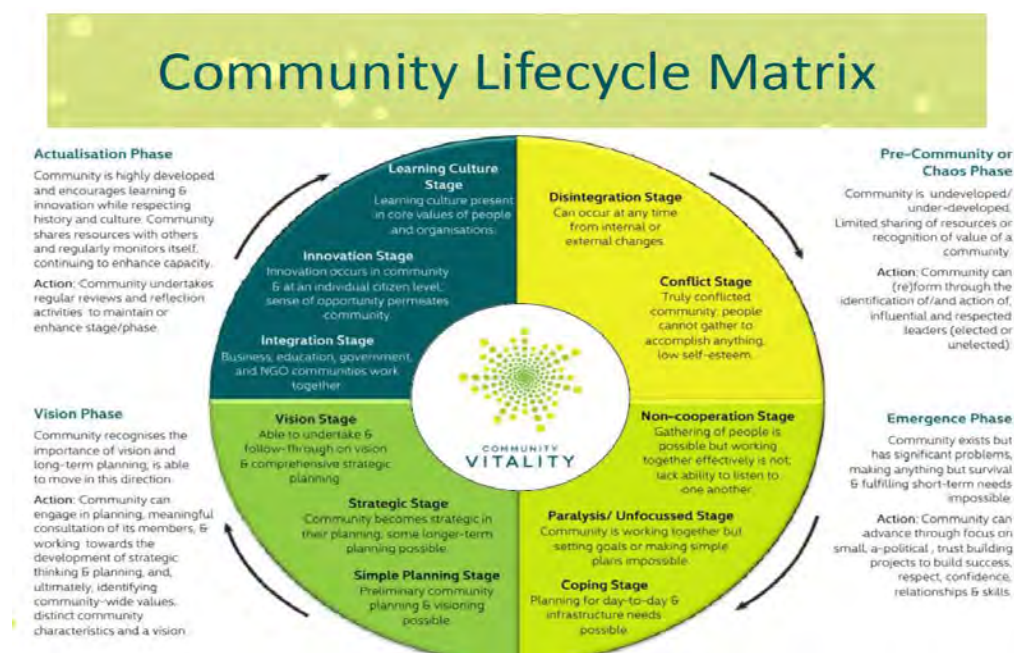 Community Lifecycle Matrix
Actualisation Phase
Community is highly developed
and encourages learning &
innovation while respecting
history and culture. Community
shares resources with others
and regularly monitors itself,
continuing to enhance capacity.
Action: Community undertakes
regular reviews and reflection
activities to maintain or
enhance stage/phase.
Learning Culture
Stage
Learning culture present
in core values of people
and organisations.
Innovation Stage
Innovation occurs in community
& at an individual citizen level;
sense of opportunity permeates
community.
Integration Stage
Business, education, government,
and NGO communities work
together.
Disintegration Stage
Can occur at any time
from internal or
external changes.
Conflict Stage
Truly conflicted
community; people
cannot gather to
accomplish anything,
low self-esteem.
Pre-Community or
Chaos Phase
Community is undeveloped/
under-developed.
Limited sharing of resources or
recognition of value of a
community.
Action: Community can
(re)form through the
identification of/and action of,
influential and respected
leaders (elected or
unelected).
COMMUNITY
VITALITY
Vision Phase
Community recognises the
importance of vision and
long-term planning; is able
to move in this direction.
Action: Community can
engage in planning, meaningful
consultation of its members, &
working towards the
development of strategic
thinking & planning, and,
ultimately, identifying
community-wide values,
distinct community
characteristics and a vision.
Vision Stage
Able to undertake &
follow-through on vision
& comprehensive strategic
planning.
Strategic Stage
Community becomes strategic in
their planning; some longer-term
planning possible.
Simple Planning Stage
Preliminary community
planning & visioning
possible.
Non-cooperation Stage
Gathering of people is
possible but working
together effectively is not;
lack ability to listen to
one another.
Paralysis/ Unfocussed Stage
Community is working together but
setting goals or making simple
plans impossible.
Coping Stage
Planning for day-to-day &
infrastructure needs
possible.
Emergence Phase
Community exists but
has significant problems,
making anything but survival
& fulfilling short-term needs
impossible.
Action: Community can
advance through focus on
small, a-political , trust building
projects to build success,
respect, confidence,
relationships & skills.